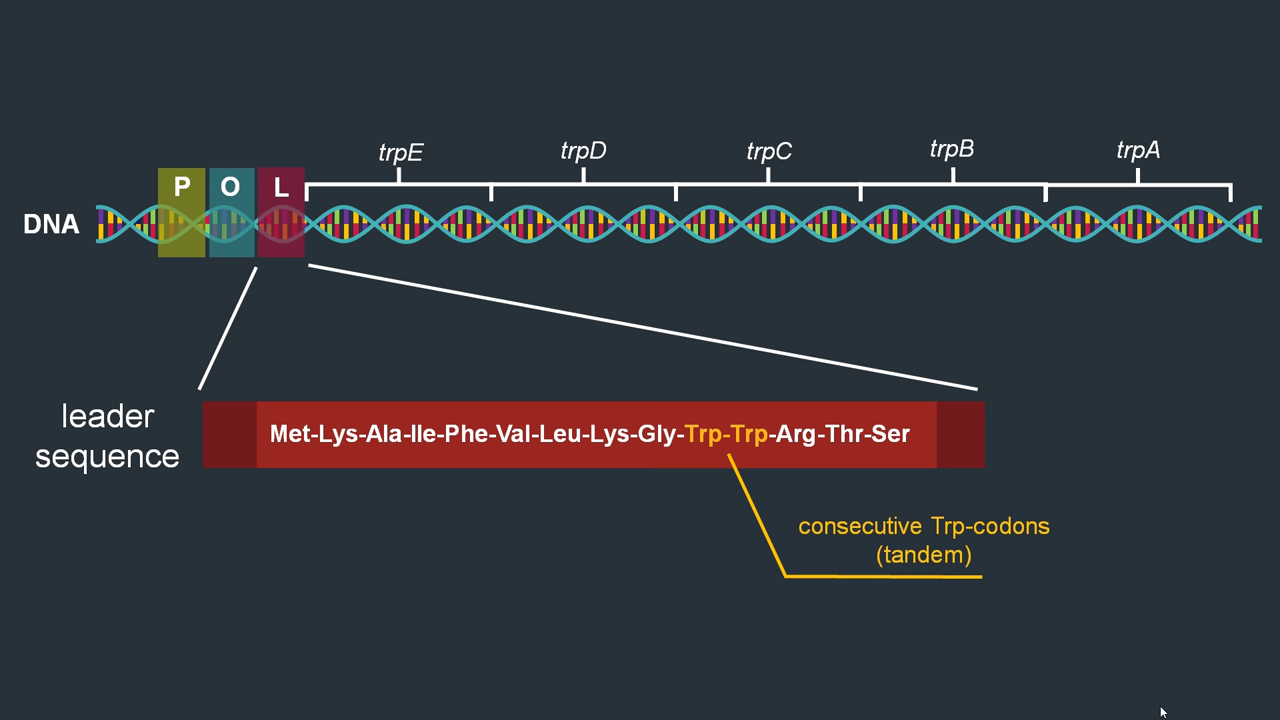 trpE
trpD
trpC
trpB
trpA
P
O
L
DNA
leader
sequence
Met-Lys-Ala-Ile-Phe-Val-Leu-Lys-Gly-Trp-Trp-Arg-Thr-Ser
consecutive Trp-codons
(tandem)